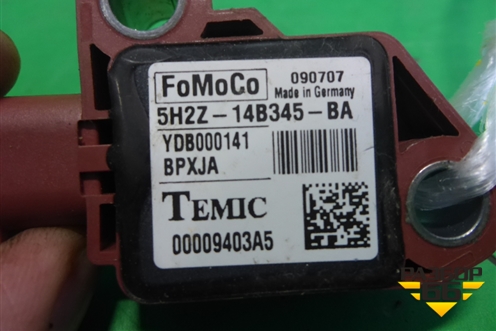 FoMoCo
090707
Made in Germany
5H2Z-14B345-BA
YDB000141
BPXJA
TEMIC
00009403A5